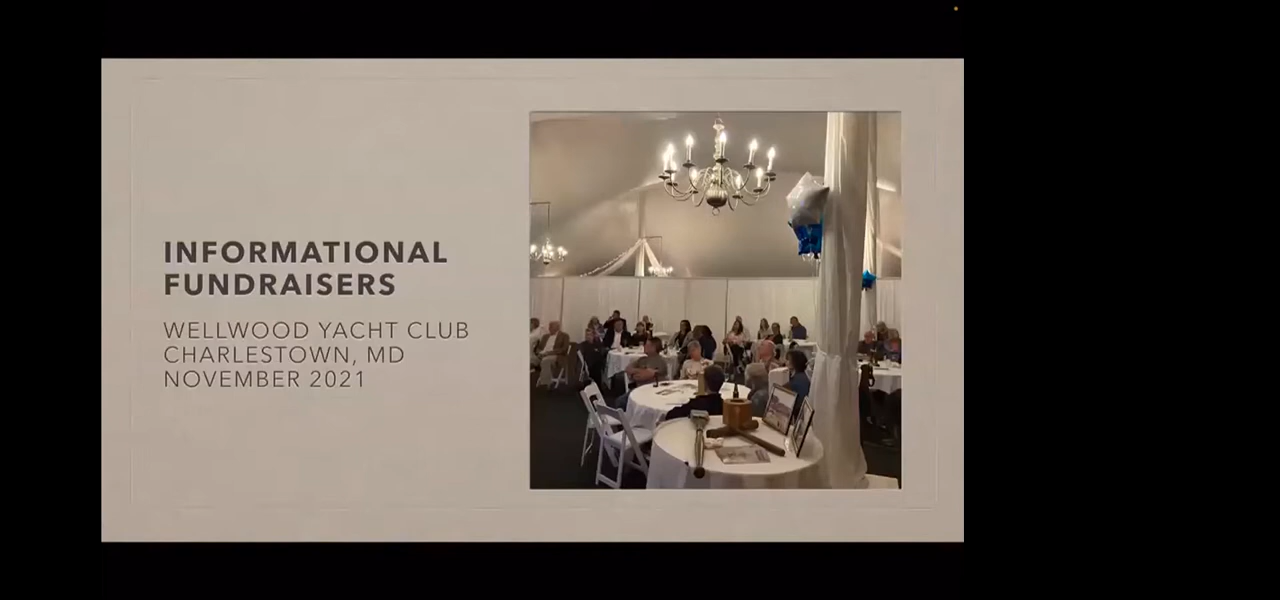 INFORMATIONAL
FUNDRAISERS
WELLWOOD YACHT CLUB
CHARLESTOWN, MD
NOVEMBER 2021